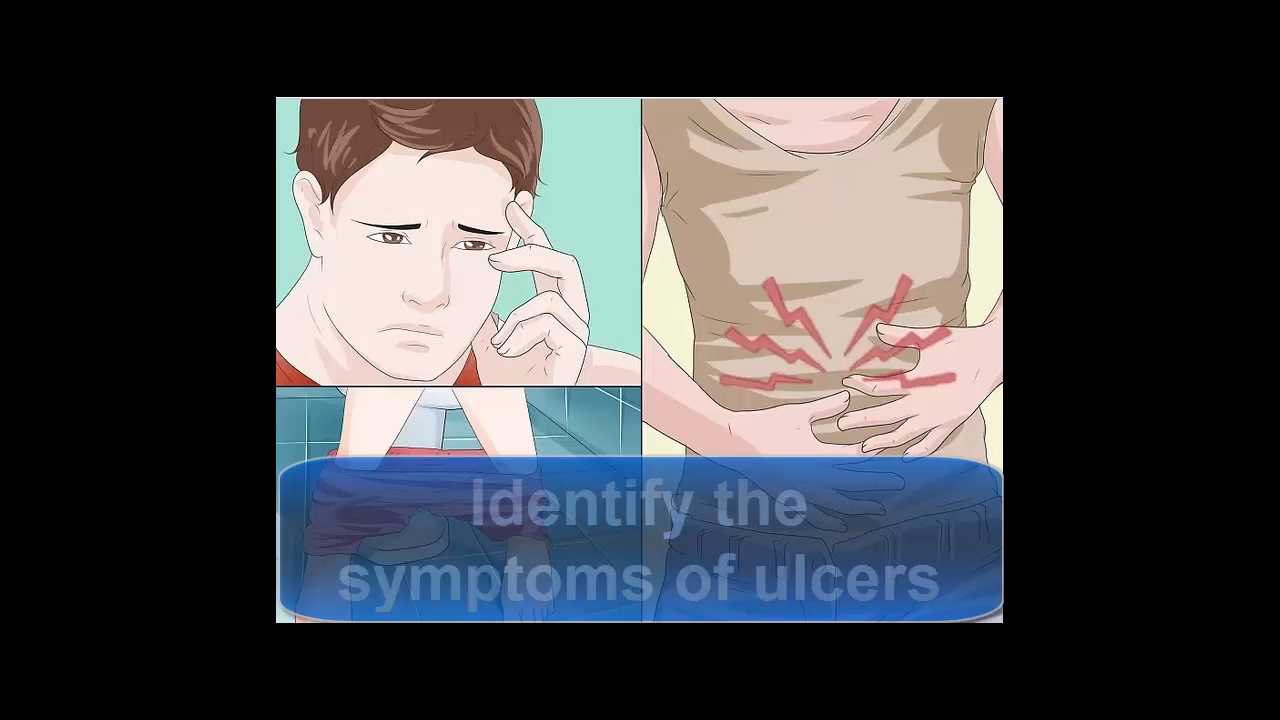 Identify the
symptoms of ulcers